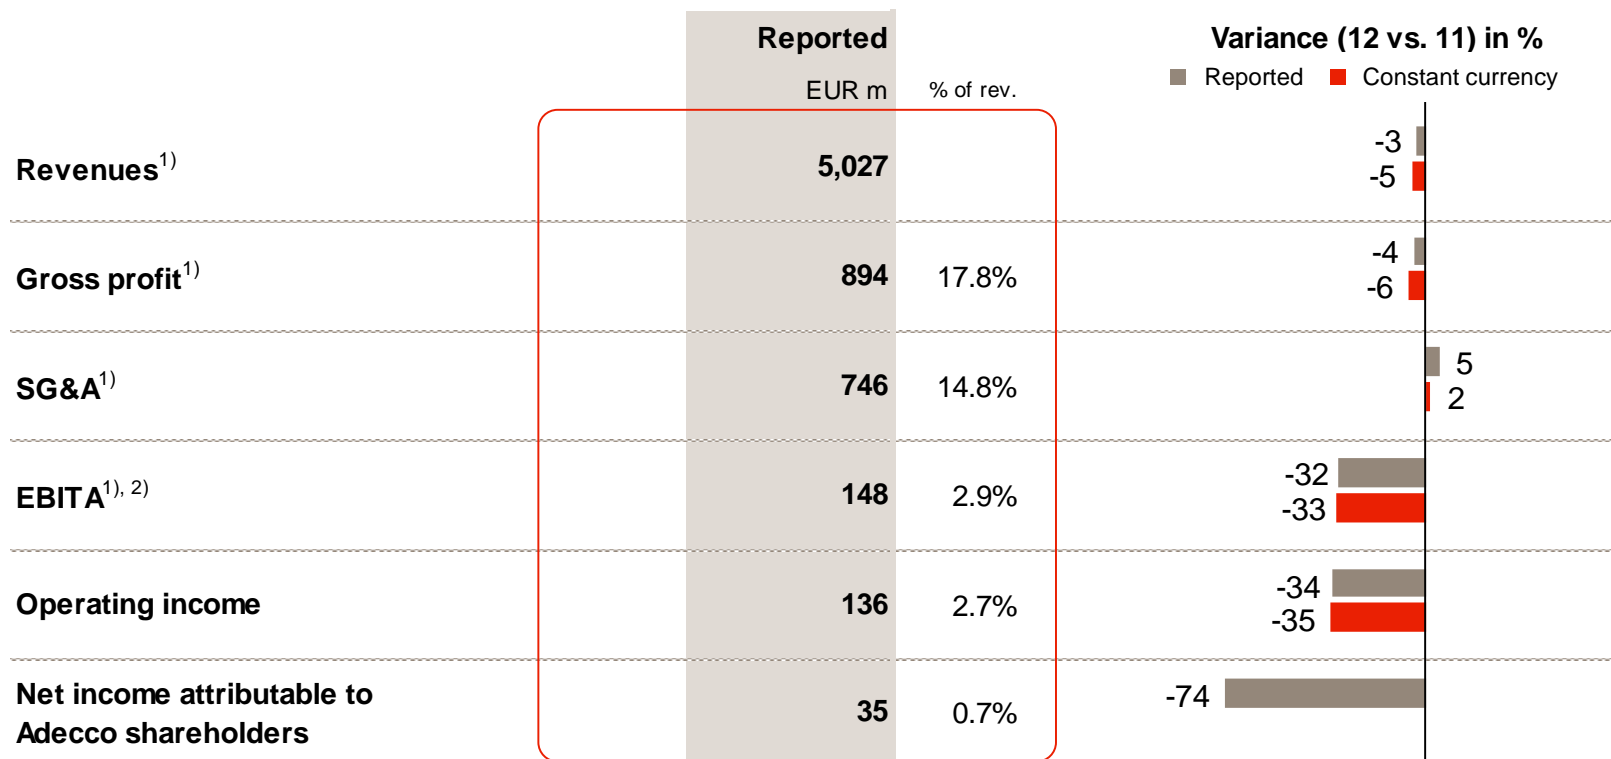 Reported
Variance (12 vs. 11) in %
EUR m % of rev.
Reported Constant currency
Revenues1) 5,027 -3
-5
Gross profit1) 894 17.8% -4
-6
SG&A1) 746 14.8% 5
2
EBITA1), 2) 148 2.9% -32
-33
Operating income 136 2.7% -34
-35
Net income attributable to
Adecco shareholders 35 0.7% -74